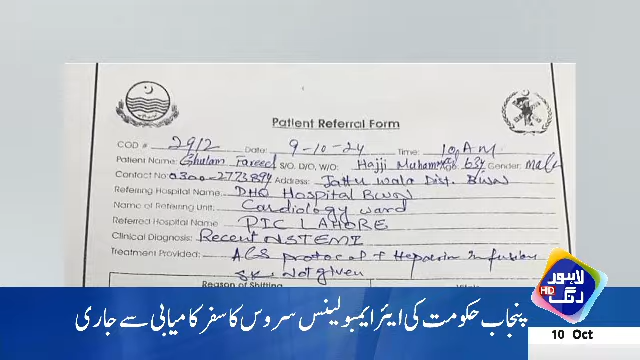 Patient Referral Form
COD # 2912 Date: 9-10-24 Time: 10 AM
Patient Name: Ghulam Fareed S/O. D/O, W/O: Hajji Muhammad Age: 63y Gender: male
Contact No: 0300-2773894 Address: Jattu wala Dist. BWN
Referring Hospital Name: DHQ Hospital BWN
Name of Referring Unit: Cardiology ward
Referred Hospital Name PIC LAHORE
Clinical Diagnosis: Recent NSTEMI
Treatment Provided: ACS protocol + Heparin infusion
SK. Not given
Reason of Shifting
لاہور
رنگ
HD
پنجاب حکومت کی ایئر ایمبولینس سروس کا سفر کامیابی سے جاری
10 Oct